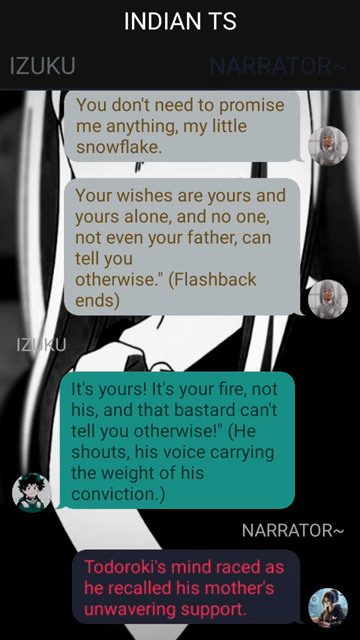 INDIAN TS
IZUKU NARRATOR~
You don't need to promise
me anything, my little
snowflake.
Your wishes are yours and
yours alone, and no one,
not even your father, can
tell you
otherwise." (Flashback
ends)
IZUKU
It's yours! It's your fire, not
his, and that bastard can't
tell you otherwise!" (He
shouts, his voice carrying
the weight of his
conviction.)
NARRATOR~
Todoroki's mind raced as
he recalled his mother's
unwavering support.